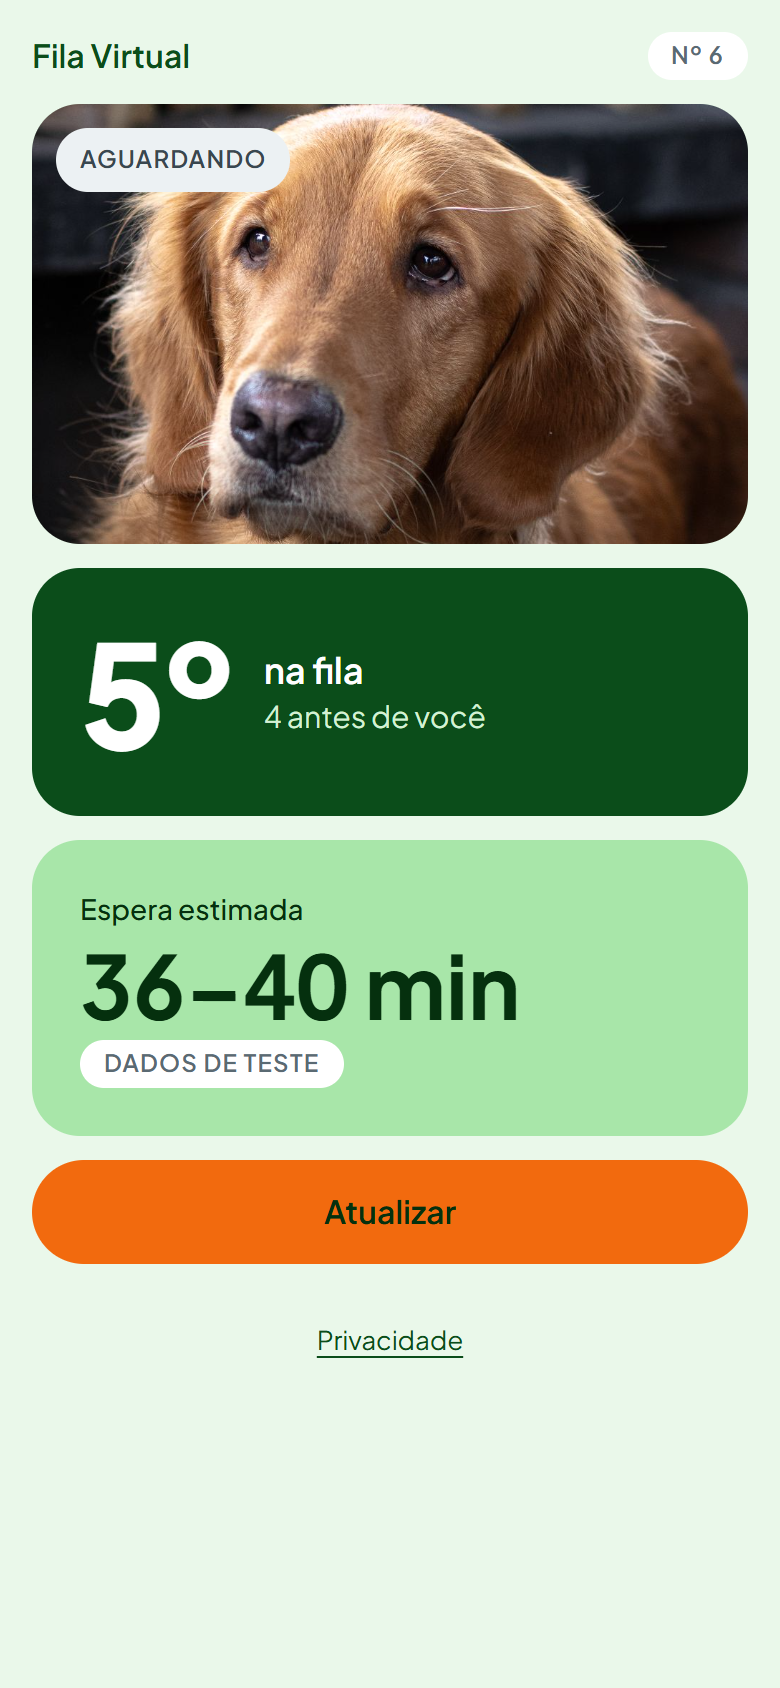 Fila Virtual
Nº 6
AGUARDANDO
5º
na fila
4 antes de você
Espera estimada
36–40 min
DADOS DE TESTE
Atualizar
Privacidade